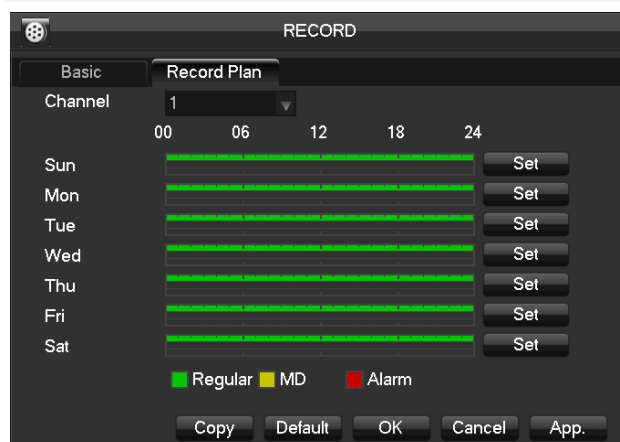 RECORD
Basic Record Plan
Channel 1
00 06 12 18 24
Sun Set
Mon Set
Tue Set
Wed Set
Thu Set
Fri Set
Sat Set
Regular MD Alarm
Copy Default OK Cancel App.